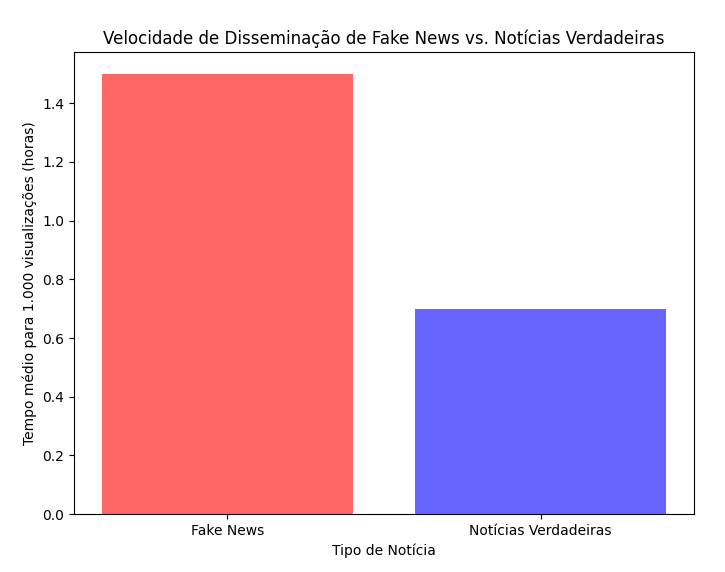 Velocidade de Disseminação de Fake News vs. Notícias Verdadeiras
Tempo médio para 1.000 visualizações (horas)
1.4
1.2
1.0
0.8
0.6
0.4
0.2
0.0
Fake News
Notícias Verdadeiras
Tipo de Notícia